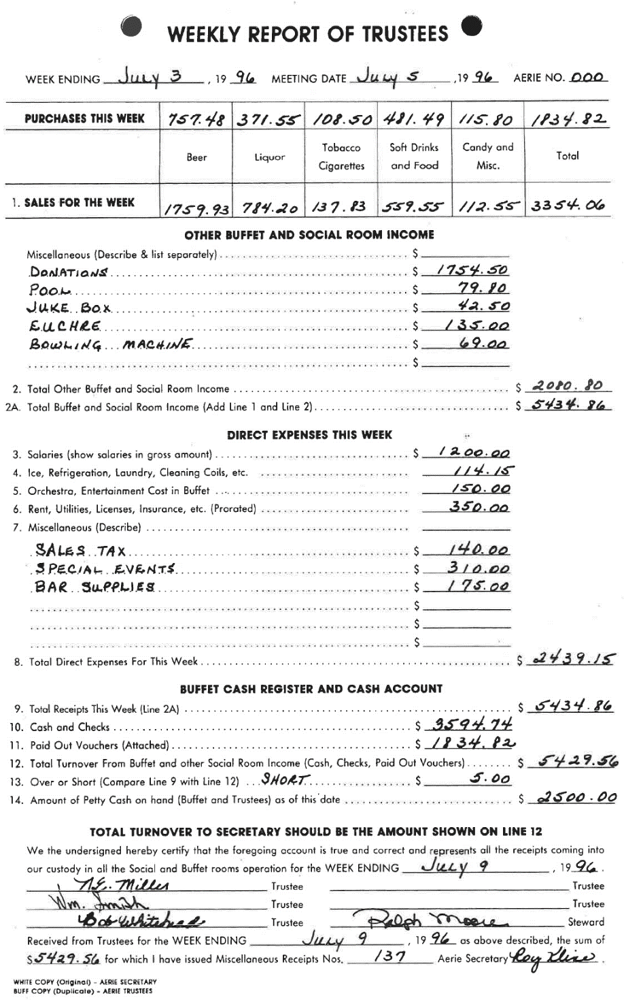 WEEKLY REPORT OF TRUSTEES
WEEK ENDING July 3, 19 96 MEETING DATE July 5, 19 96 AERIE NO. 000
PURCHASES THIS WEEK 757.48 371.55 108.50 481.49 115.80 1834.82
Beer Liquor Tobacco Cigarettes Soft Drinks and Food Candy and Misc. Total
1. SALES FOR THE WEEK 1759.93 784.20 137.83 559.55 112.55 3354.06
OTHER BUFFET AND SOCIAL ROOM INCOME
Miscellaneous (Describe & list separately) $
DONATIONS $ 1754.50
POOL $ 79.80
JUKE BOX $ 42.50
EUCHRE $ 135.00
BOWLING MACHINE $ 69.00
$
2. Total Other Buffet and Social Room Income $ 2080.80
2A. Total Buffet and Social Room Income (Add Line 1 and Line 2) $ 5434.86
DIRECT EXPENSES THIS WEEK
3. Salaries (show salaries in gross amount) $ 1200.00
4. Ice, Refrigeration, Laundry, Cleaning Coils, etc. 114.15
5. Orchestra, Entertainment Cost in Buffet 150.00
6. Rent, Utilities, Licenses, Insurance, etc. (Prorated) 350.00
7. Miscellaneous (Describe)
SALES TAX $ 140.00
SPECIAL EVENTS $ 310.00
BAR SUPPLIES $ 175.00
$
$
$
8. Total Direct Expenses For This Week $ 2439.15
BUFFET CASH REGISTER AND CASH ACCOUNT
9. Total Receipts This Week (Line 2A) $ 5434.86
10. Cash and Checks $ 3594.74
11. Paid Out Vouchers (Attached) $ 1834.82
12. Total Turnover From Buffet and other Social Room Income (Cash, Checks, Paid Out Vouchers) $ 5429.56
13. Over or Short (Compare Line 9 with Line 12) SHORT $ 5.00
14. Amount of Petty Cash on hand (Buffet and Trustees) as of this date $ 2500.00
TOTAL TURNOVER TO SECRETARY SHOULD BE THE AMOUNT SHOWN ON LINE 12
We the undersigned hereby certify that the foregoing account is true and correct and represents all the receipts coming into
our custody in all the Social and Buffet rooms operation for the WEEK ENDING July 9, 19 96.
N.E. Miller Trustee Trustee
Wm. Smith Trustee Trustee
Bob Whitehead Trustee Ralph Moore Steward
Received from Trustees for the WEEK ENDING July 9, 19 96 as above described, the sum of
$5429.56 for which I have issued Miscellaneous Receipts Nos. 137 Aerie Secretary Roy Kline.
WHITE COPY (Original) - AERIE SECRETARY
BUFF COPY (Duplicate) - AERIE TRUSTEES